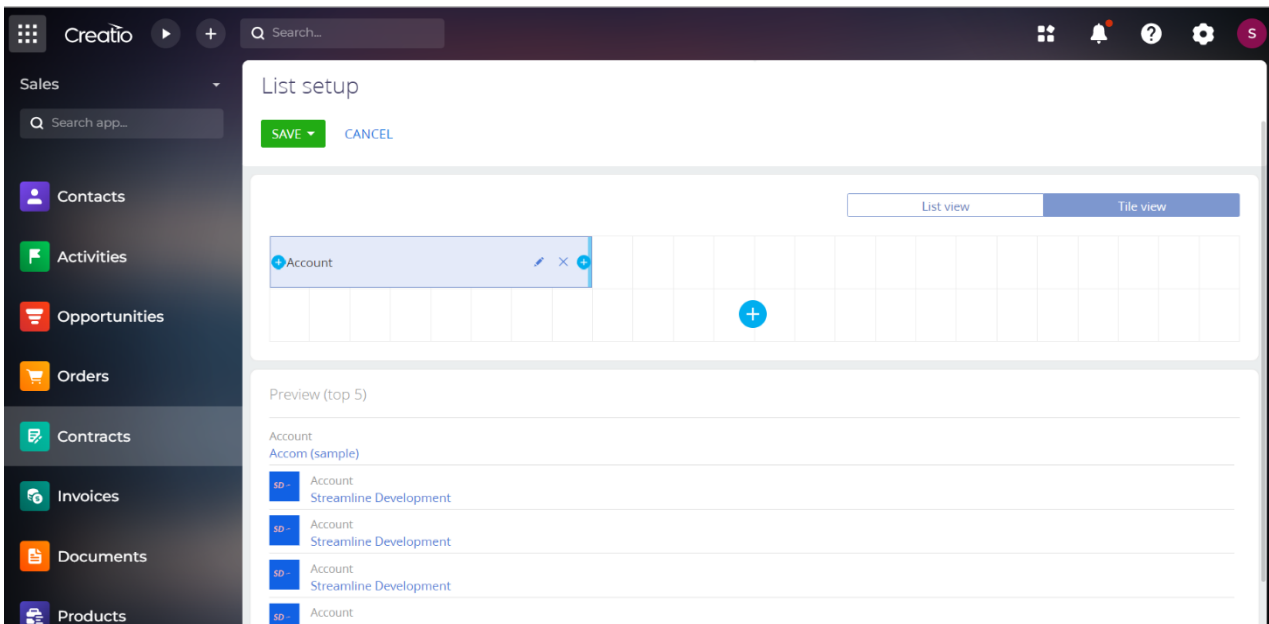 Creatio
Search...
S
Sales
Search app...
Contacts
Activities
Opportunities
Orders
Contracts
Invoices
Documents
Products
List setup
SAVE
CANCEL
List view
Tile view
Account
Preview (top 5)
Account
Accom (sample)
SD
Account
Streamline Development
SD
Account
Streamline Development
SD
Account
Streamline Development
SD
Account